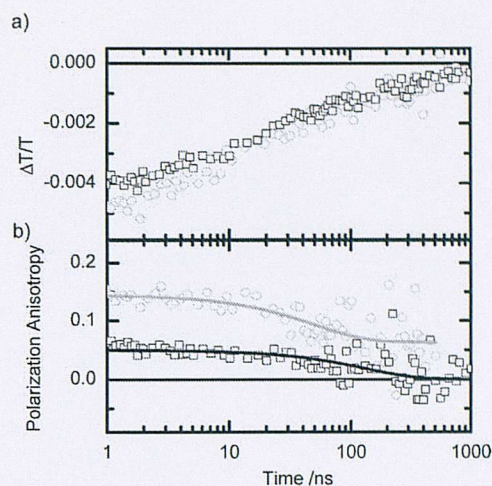 a)
0.000
-0.002
-0.004
ΔT/T
b)
0.2
0.1
0.0
Polarization Anisotropy
1 10 100 1000
Time /ns